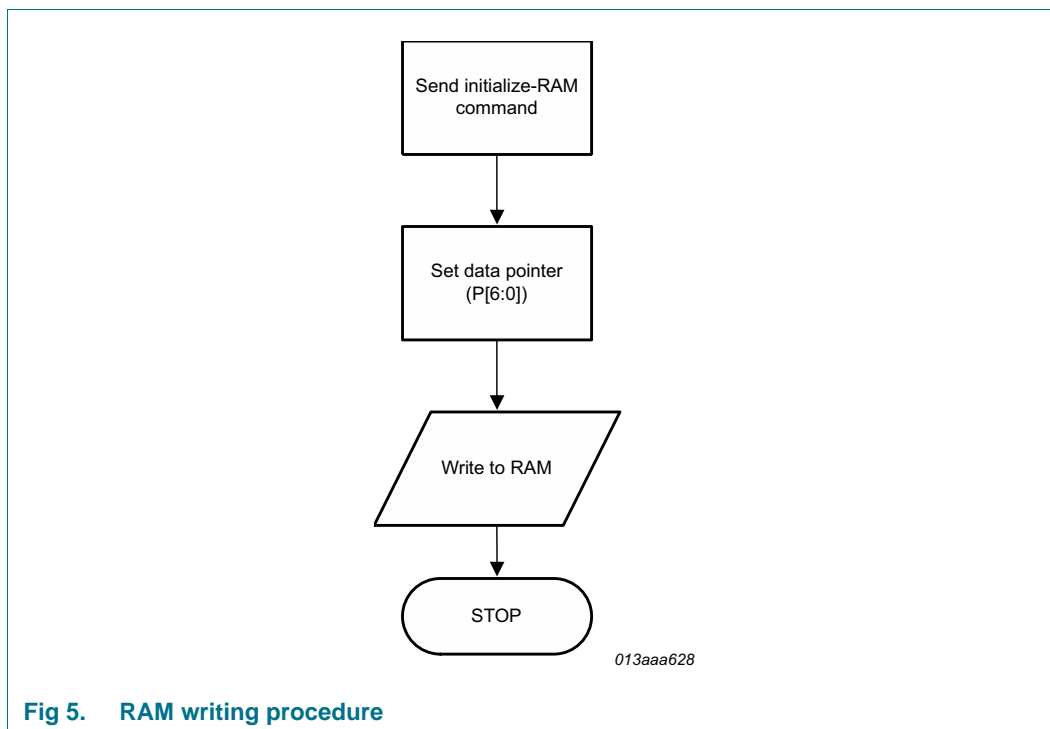 Send initialize-RAM
command
Set data pointer
(P[6:0])
Write to RAM
STOP
013aaa628
Fig 5. RAM writing procedure